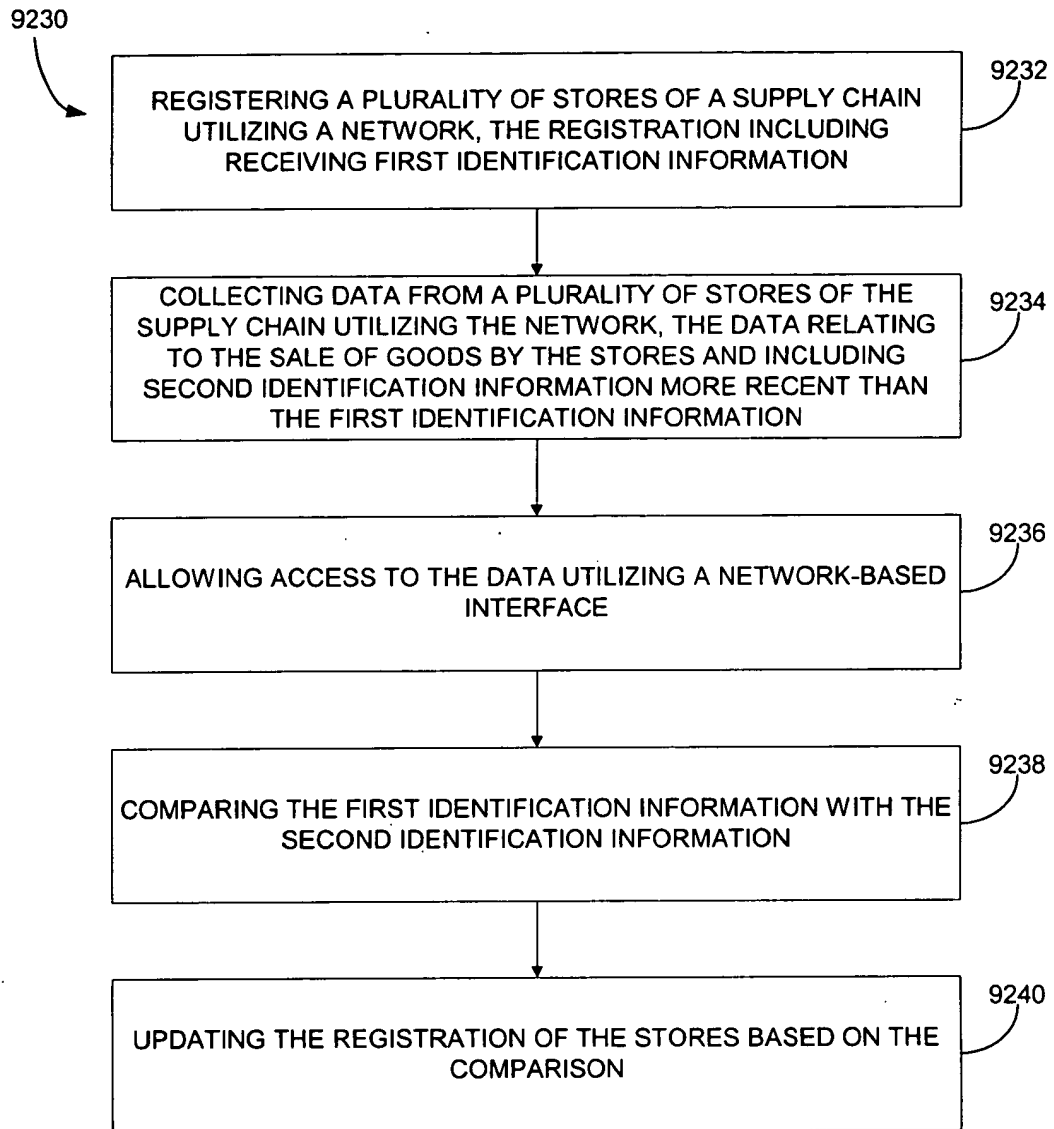 9230
9232
REGISTERING A PLURALITY OF STORES OF A SUPPLY CHAIN
UTILIZING A NETWORK, THE REGISTRATION INCLUDING
RECEIVING FIRST IDENTIFICATION INFORMATION
9234
COLLECTING DATA FROM A PLURALITY OF STORES OF THE
SUPPLY CHAIN UTILIZING THE NETWORK, THE DATA RELATING
TO THE SALE OF GOODS BY THE STORES AND INCLUDING
SECOND IDENTIFICATION INFORMATION MORE RECENT THAN
THE FIRST IDENTIFICATION INFORMATION
9236
ALLOWING ACCESS TO THE DATA UTILIZING A NETWORK-BASED
INTERFACE
9238
COMPARING THE FIRST IDENTIFICATION INFORMATION WITH THE
SECOND IDENTIFICATION INFORMATION
9240
UPDATING THE REGISTRATION OF THE STORES BASED ON THE
COMPARISON